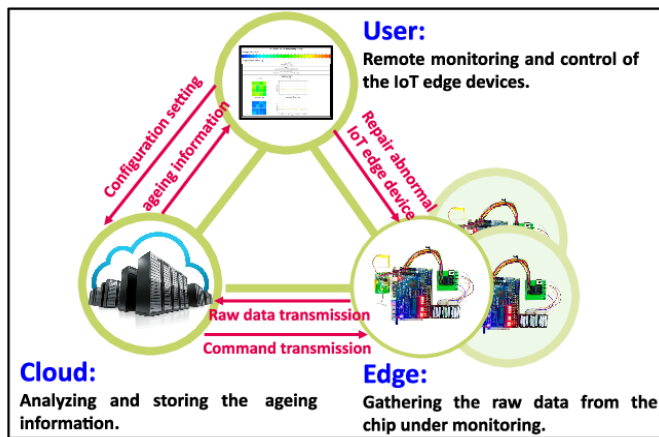 User:
Remote monitoring and control of
the IoT edge devices.
Configuration setting
ageing information
Repair abnormal
IoT edge device
Raw data transmission
Command transmission
Cloud:
Analyzing and storing the ageing
information.
Edge:
Gathering the raw data from the
chip under monitoring.